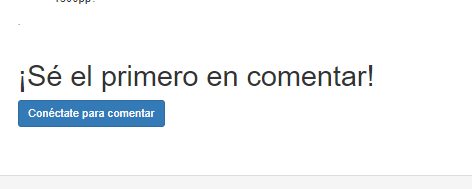 ¡Sé el primero en comentar!
Conéctate para comentar